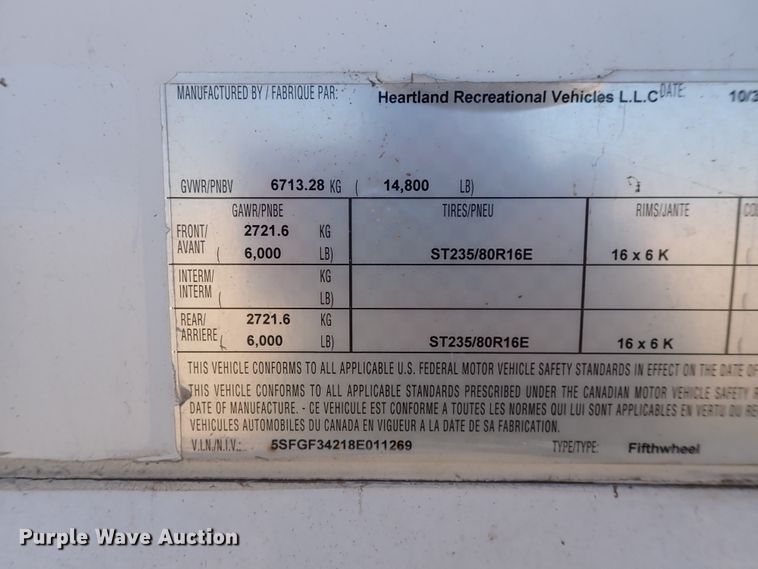 MANUFACTURED BY / FABRIQUE PAR: Heartland Recreational Vehicles L.L.C DATE: 10/3
GVWR/PNBV 6713.28 KG ( 14,800 LB)
GAWR/PNBE TIRES/PNEU RIMS/JANTE
FRONT/ 2721.6 KG
AVANT ( 6,000 LB) ST235/80R16E 16 x 6 K
INTERM/ KG
INTERM ( LB)
REAR/ 2721.6 KG
ARRIERE ( 6,000 LB) ST235/80R16E 16 x 6 K
THIS VEHICLE CONFORMS TO ALL APPLICABLE U.S. FEDERAL MOTOR VEHICLE SAFETY STANDARDS IN EFFECT ON THE DATE OF
THIS VEHICLE CONFORMS TO ALL APPLICABLE STANDARDS PRESCRIBED UNDER THE CANADIAN MOTOR VEHICLE SAFETY
DATE OF MANUFACTURE. - CE VEHICULE EST CONFORME A TOUTES LES NORMES QUI LUI SONT APPLICABLES EN VERTU DU
VEHICULES AUTOMOBILES DU CANADA EN VIGUEUR A LA DATE DE SA FABRICATION.
V.I.N./N.I.V.: 5SFGF34218E011269 TYPE/TYPE: Fifthwheel
Purple Wave Auction